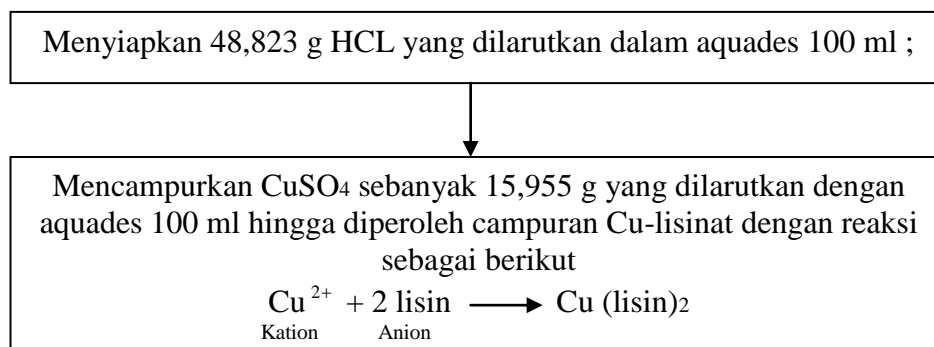 Menyiapkan 48,823 g HCL yang dilarutkan dalam aquades 100 ml ;
Mencampurkan CuSO4 sebanyak 15,955 g yang dilarutkan dengan
aquades 100 ml hingga diperoleh campuran Cu-lisinat dengan reaksi
sebagai berikut
Cu 2+ + 2 lisin ⟶ Cu (lisin)2
Kation Anion